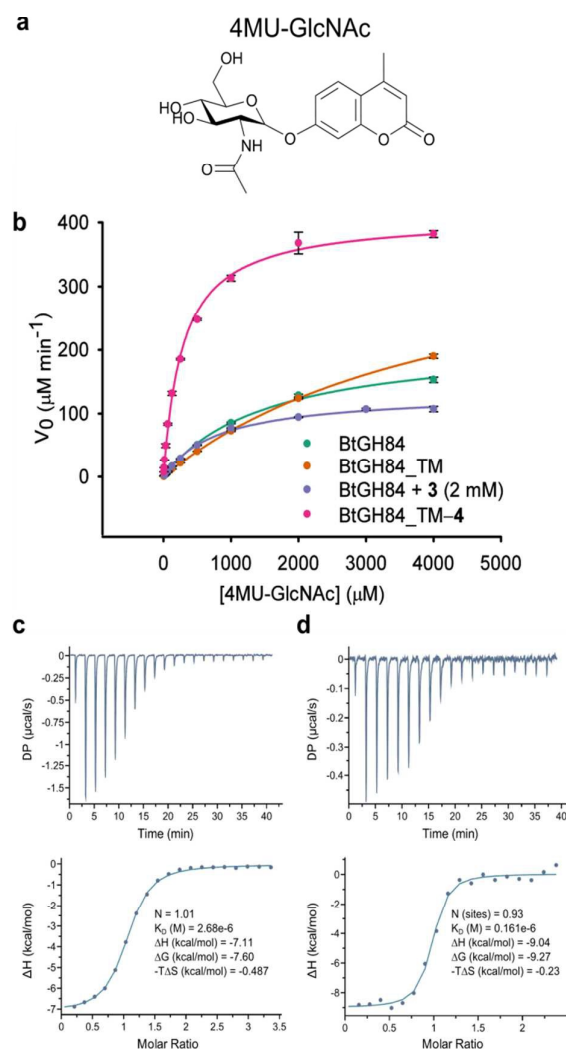 a
4MU-GlcNAc
OH
HO
HO
O
O
NH
O
O
O
b
400
300
200
100
0
V0 (μM min-1)
BtGH84
BtGH84_TM
BtGH84 + 3 (2 mM)
BtGH84_TM–4
0 1000 2000 3000 4000 5000
[4MU-GlcNAc] (μM)
c
0
-0.25
-0.5
-0.75
-1
-1.25
-1.5
DP (μcal/s)
0 5 10 15 20 25 30 35 40
Time (min)
0
-1
-2
-3
-4
-5
-6
-7
ΔH (kcal/mol)
N = 1.01
KD (M) = 2.68e-6
ΔH (kcal/mol) = -7.11
ΔG (kcal/mol) = -7.60
-TΔS (kcal/mol) = -0.487
0 0.5 1 1.5 2 2.5 3 3.5
Molar Ratio
d
0
-0.1
-0.2
-0.3
-0.4
DP (μcal/s)
0 5 10 15 20 25 30 35 40
Time (min)
0
-2
-4
-6
-8
ΔH (kcal/mol)
N (sites) = 0.93
KD (M) = 0.161e-6
ΔH (kcal/mol) = -9.04
ΔG (kcal/mol) = -9.27
-TΔS (kcal/mol) = -0.23
0 0.5 1 1.5 2
Molar Ratio